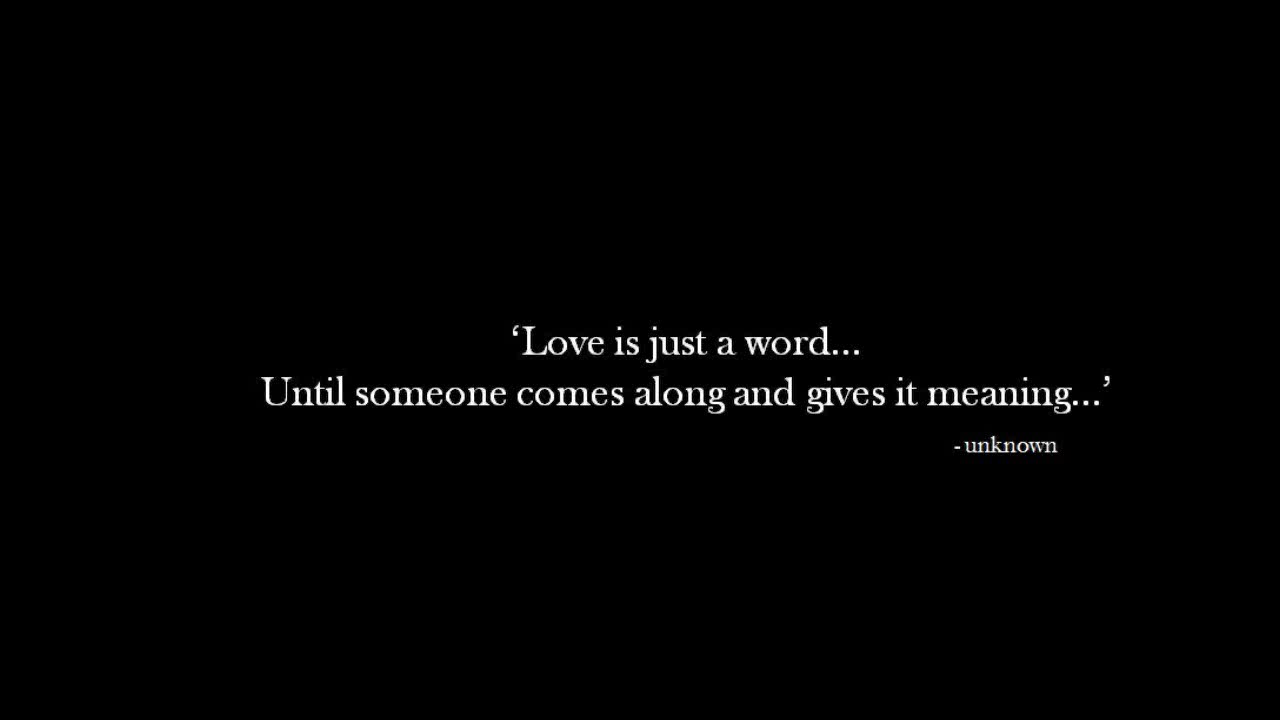 ‘Love is just a word...
Until someone comes along and gives it meaning...’
- unknown